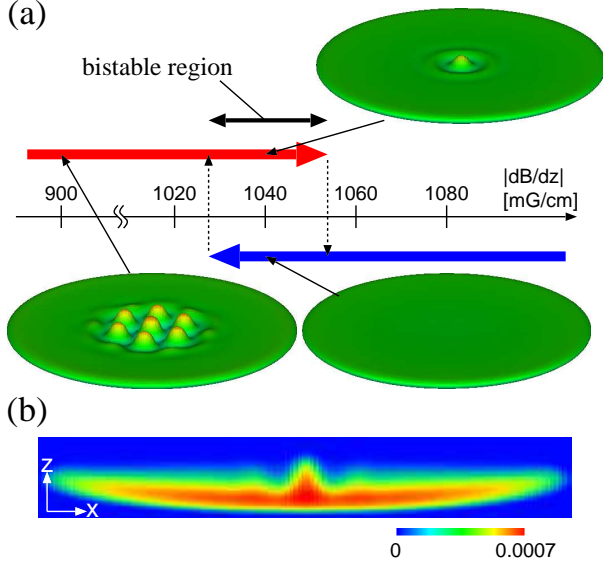 (a)
bistable region
|dB/dz|
[mG/cm]
900 1020 1040 1060 1080
(b)
z
x
0 0.0007